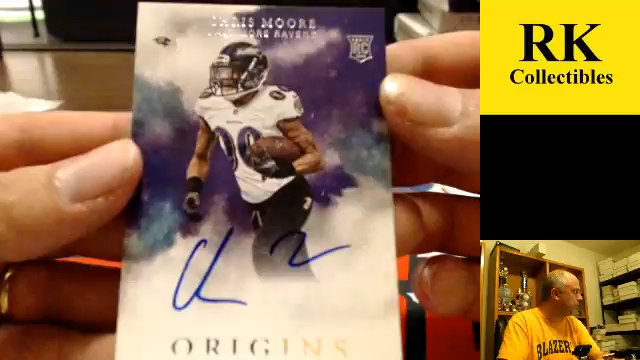 CHRIS MOORE
BALTIMORE RAVENS
RC
ORIGINS
RK
Collectibles
BLAZER